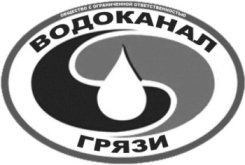 ОБЩЕСТВО С ОГРАНИЧЕННОЙ ОТВЕТСТВЕННОСТЬЮ
ВОДОКАНАЛ
ГРЯЗИ